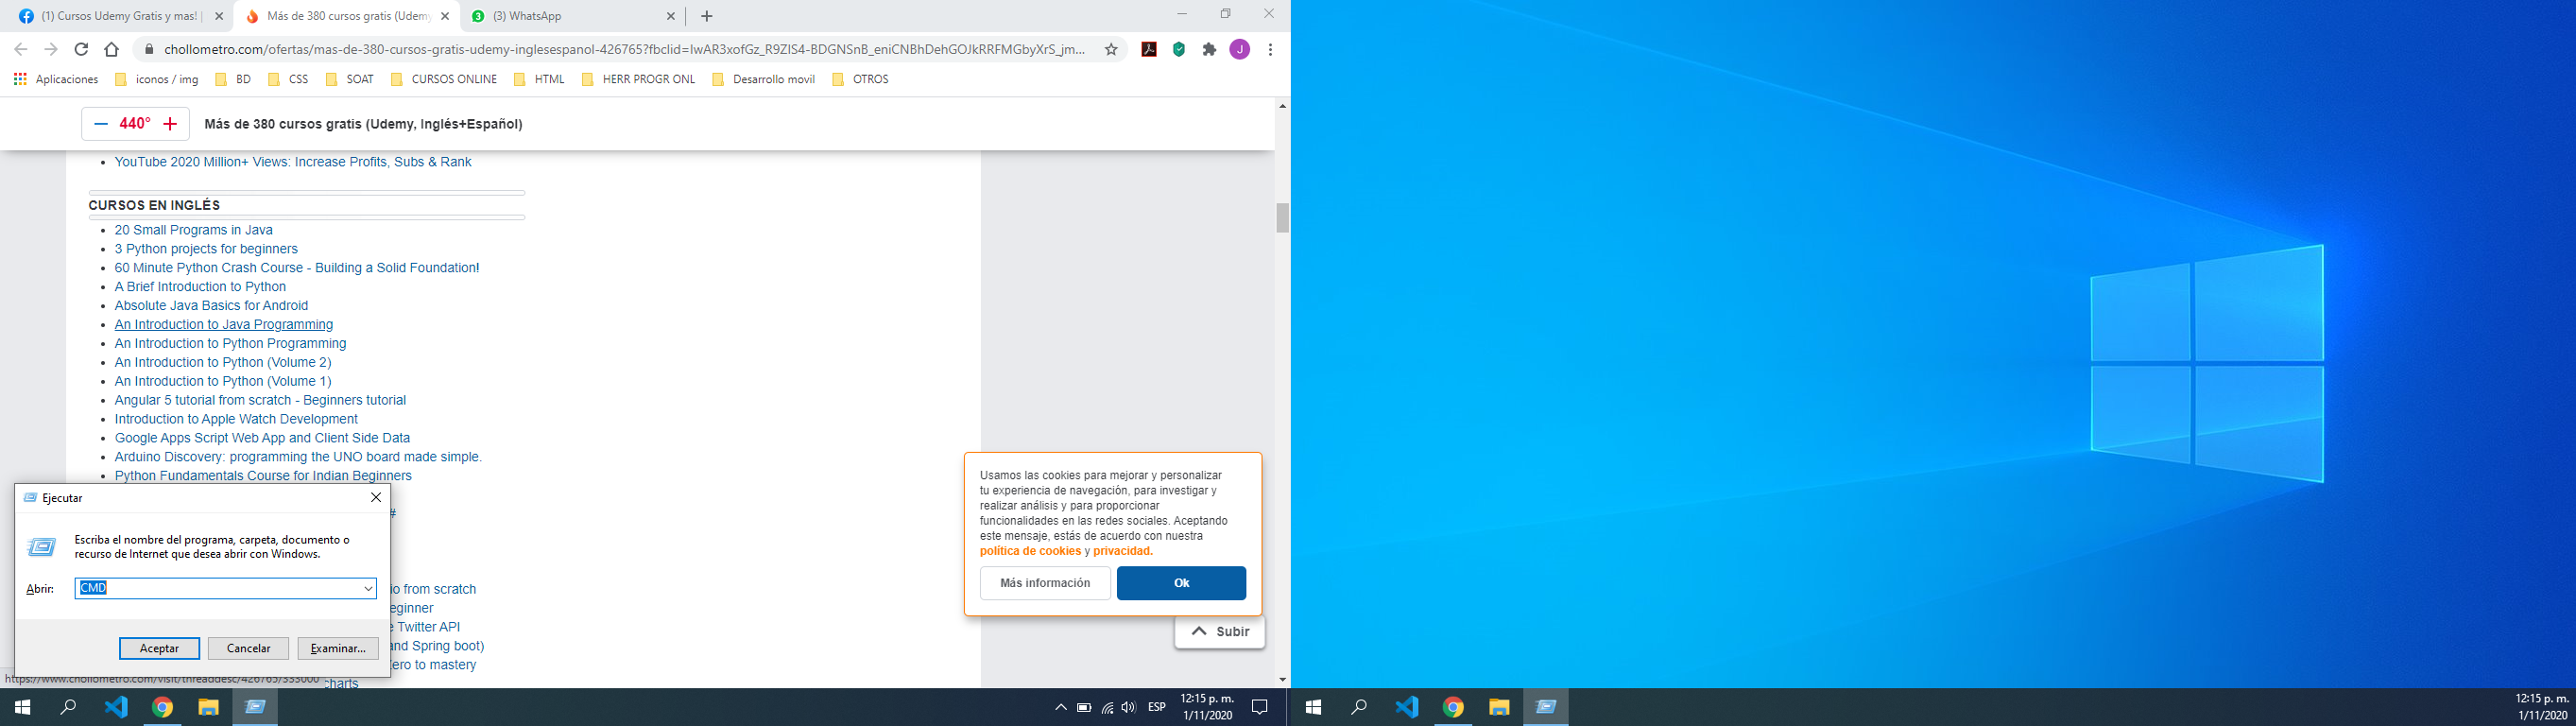 (1) Cursos Udemy Gratis y mas! |
Más de 380 cursos gratis (Udemy
(3) WhatsApp
chollometro.com/ofertas/mas-de-380-cursos-gratis-udemy-inglesespanol-426765?fbclid=IwAR3xofGz_R9ZIS4-BDGNSnB_eniCNBhDehGOJkRRFMGbyXrS_jm...
J
Aplicaciones
iconos / img
BD
CSS
SOAT
CURSOS ONLINE
HTML
HERR PROGR ONL
Desarrollo movil
OTROS
440°
Más de 380 cursos gratis (Udemy, Inglés+Español)
YouTube 2020 Million+ Views: Increase Profits, Subs & Rank
CURSOS EN INGLÉS
20 Small Programs in Java
3 Python projects for beginners
60 Minute Python Crash Course - Building a Solid Foundation!
A Brief Introduction to Python
Absolute Java Basics for Android
An Introduction to Java Programming
An Introduction to Python Programming
An Introduction to Python (Volume 2)
An Introduction to Python (Volume 1)
Angular 5 tutorial from scratch - Beginners tutorial
Introduction to Apple Watch Development
Google Apps Script Web App and Client Side Data
Arduino Discovery: programming the UNO board made simple.
Python Fundamentals Course for Indian Beginners
#
io from scratch
eginner
e Twitter API
and Spring boot)
ero to mastery
charts
Ejecutar
Escriba el nombre del programa, carpeta, documento o
recurso de Internet que desea abrir con Windows.
Abrir:
CMD
Aceptar
Cancelar
Examinar...
https://www.chollometro.com/visit/threaddesc/426765/333000
Usamos las cookies para mejorar y personalizar
tu experiencia de navegación, para investigar y
realizar análisis y para proporcionar
funcionalidades en las redes sociales. Aceptando
este mensaje, estás de acuerdo con nuestra
política de cookies y privacidad.
Más información
Ok
Subir
ESP
12:15 p. m.
1/11/2020
12:15 p. m.
1/11/2020